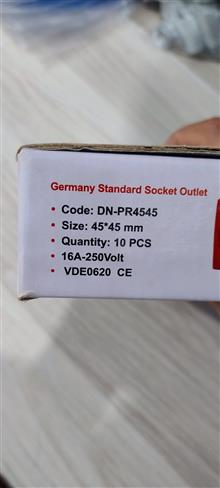 Germany Standard Socket Outlet
• Code: DN-PR4545
• Size: 45*45 mm
• Quantity: 10 PCS
• 16A-250Volt
• VDE0620 CE